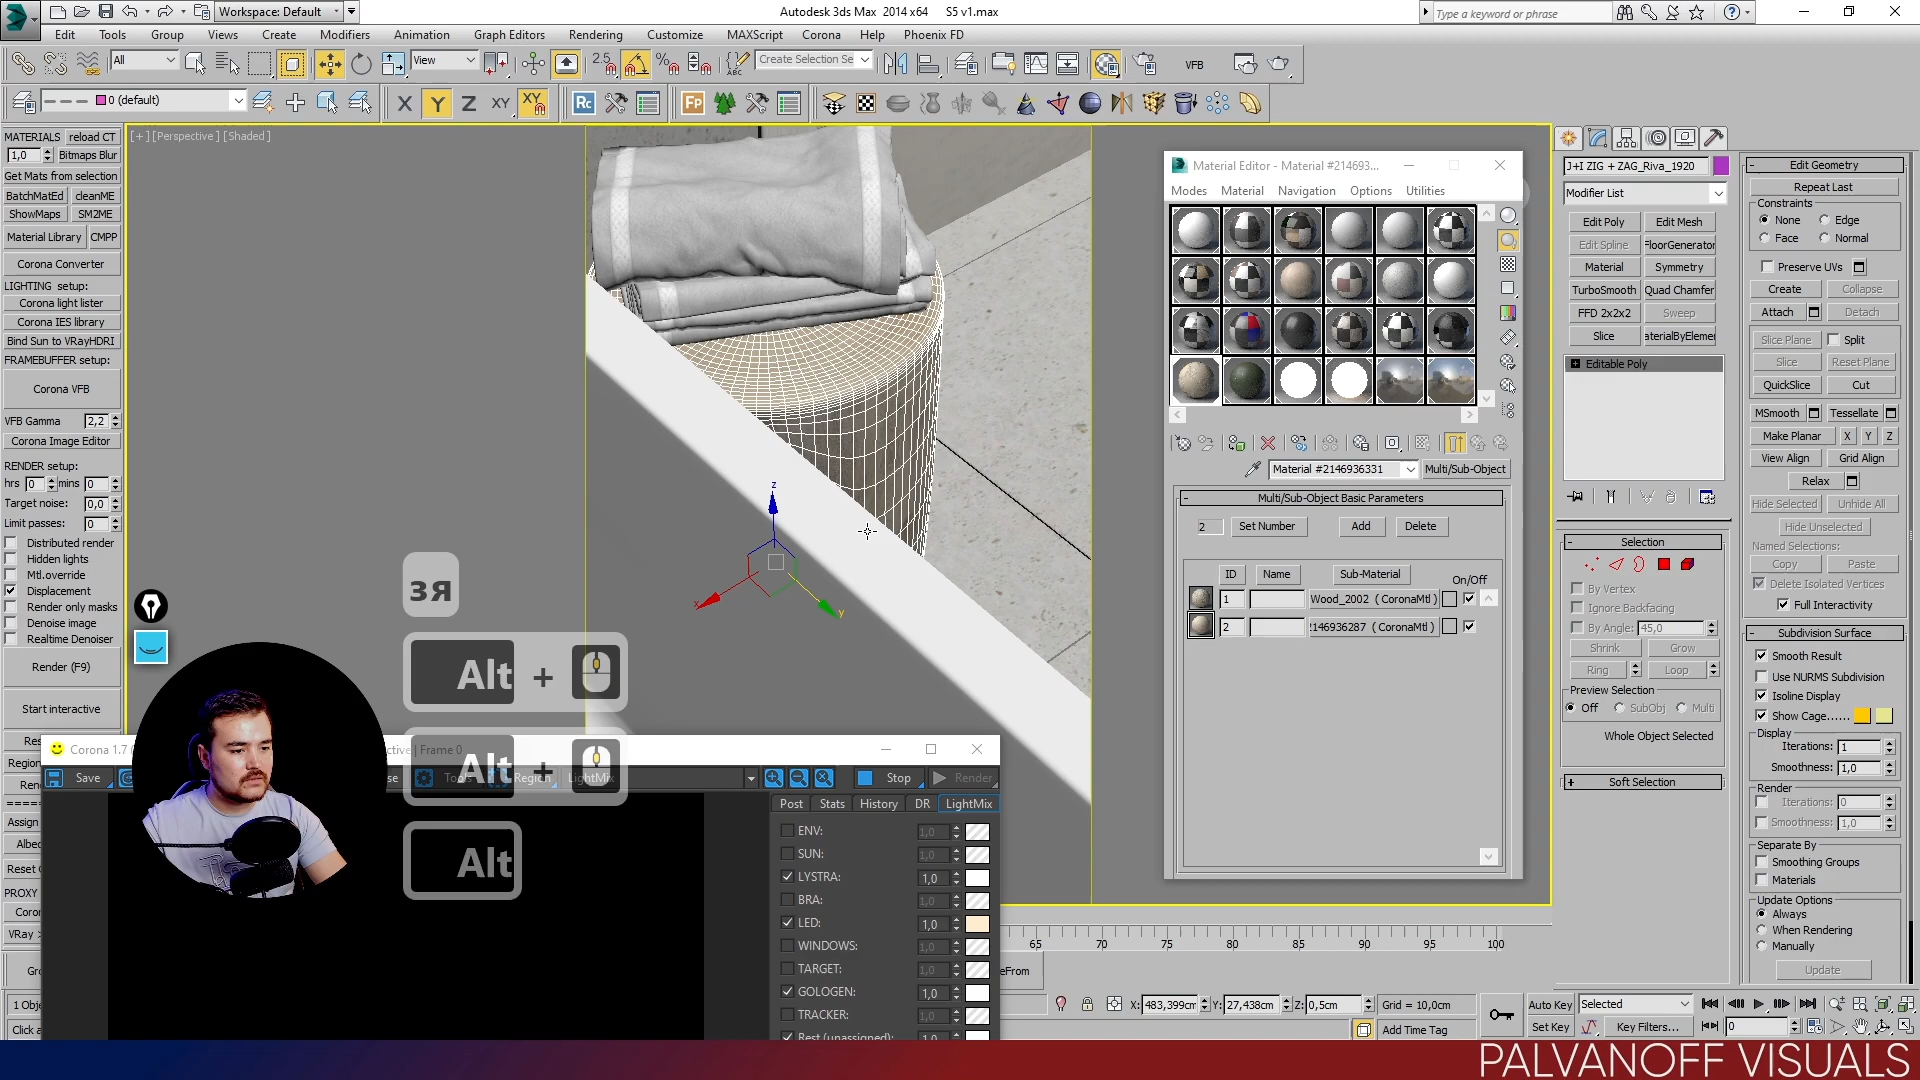 Workspace: Default
Autodesk 3ds Max 2014 x64 S5 v1.max
Type a keyword or phrase
Edit Tools Group Views Create Modifiers Animation Graph Editors Rendering Customize MAXScript Corona Help Phoenix FD
All
View
2.5
Create Selection Se
VFB
0 (default)
X Y Z XY XY
Rc
Fp
MATERIALS reload CT
1,0 Bitmaps Blur
Get Mats from selection
BatchMatEd cleanME
ShowMaps SM2ME
Material Library CMPP
Corona Converter
LIGHTING setup:
Corona light lister
Corona IES library
Bind Sun to VRayHDRI
FRAMEBUFFER setup:
Corona VFB
VFB Gamma 2,2
Corona Image Editor
RENDER setup:
hrs 0 mins 0
Target noise: 0,0
Limit passes: 0
Distributed render
Hidden lights
Mtl.override
Displacement
Render only masks
Denoise image
Realtime Denoiser
Render (F9)
Start interactive
Res
Region
Ren
=====
Assign
Albed
Reset C
PROXY
Coron
VRay >
Gro
1 Obje
Click a
[+] [Perspective] [Shaded]
z
x
y
зя
Alt +
Alt +
Alt
Corona 1.7 (
ctive | Frame 0
Save
se
Tools
Region
LightMix
Stop
Render
Post Stats History DR LightMix
ENV: 1,0
SUN: 1,0
LYSTRA: 1,0
BRA: 1,0
LED: 1,0
WINDOWS: 1,0
TARGET: 1,0
GOLOGEN: 1,0
TRACKER: 1,0
Rest (unassigned): 1,0
Material Editor - Material #214693...
Modes Material Navigation Options Utilities
Material #2146936331 Multi/Sub-Object
Multi/Sub-Object Basic Parameters
2 Set Number Add Delete
ID Name Sub-Material On/Off
1 Wood_2002 ( CoronaMtl )
2 2146936287 ( CoronaMtl )
65 70 75 80 85 90 95 100
eFrom
X: 483,399cm Y: 27,438cm Z: 0,5cm Grid = 10,0cm
Add Time Tag
Auto Key Selected
Set Key Key Filters...
0
J+I ZIG + ZAG_Riva_1920
Modifier List
Edit Poly Edit Mesh
Edit Spline FloorGenerator
Material Symmetry
TurboSmooth Quad Chamfer
FFD 2x2x2 Sweep
Slice aterialByElemen
Editable Poly
Selection
By Vertex
Ignore Backfacing
By Angle: 45,0
Shrink Grow
Ring Loop
Preview Selection
Off SubObj Multi
Whole Object Selected
Soft Selection
Edit Geometry
Repeat Last
Constraints
None Edge
Face Normal
Preserve UVs
Create Collapse
Attach Detach
Slice Plane Split
Slice Reset Plane
QuickSlice Cut
MSmooth Tessellate
Make Planar X Y Z
View Align Grid Align
Relax
Hide Selected Unhide All
Hide Unselected
Named Selections:
Copy Paste
Delete Isolated Vertices
Full Interactivity
Subdivision Surface
Smooth Result
Use NURMS Subdivision
Isoline Display
Show Cage......
Display
Iterations: 1
Smoothness: 1,0
Render
Iterations: 0
Smoothness: 1,0
Separate By
Smoothing Groups
Materials
Update Options
Always
When Rendering
Manually
Update
PALVANOFF VISUALS